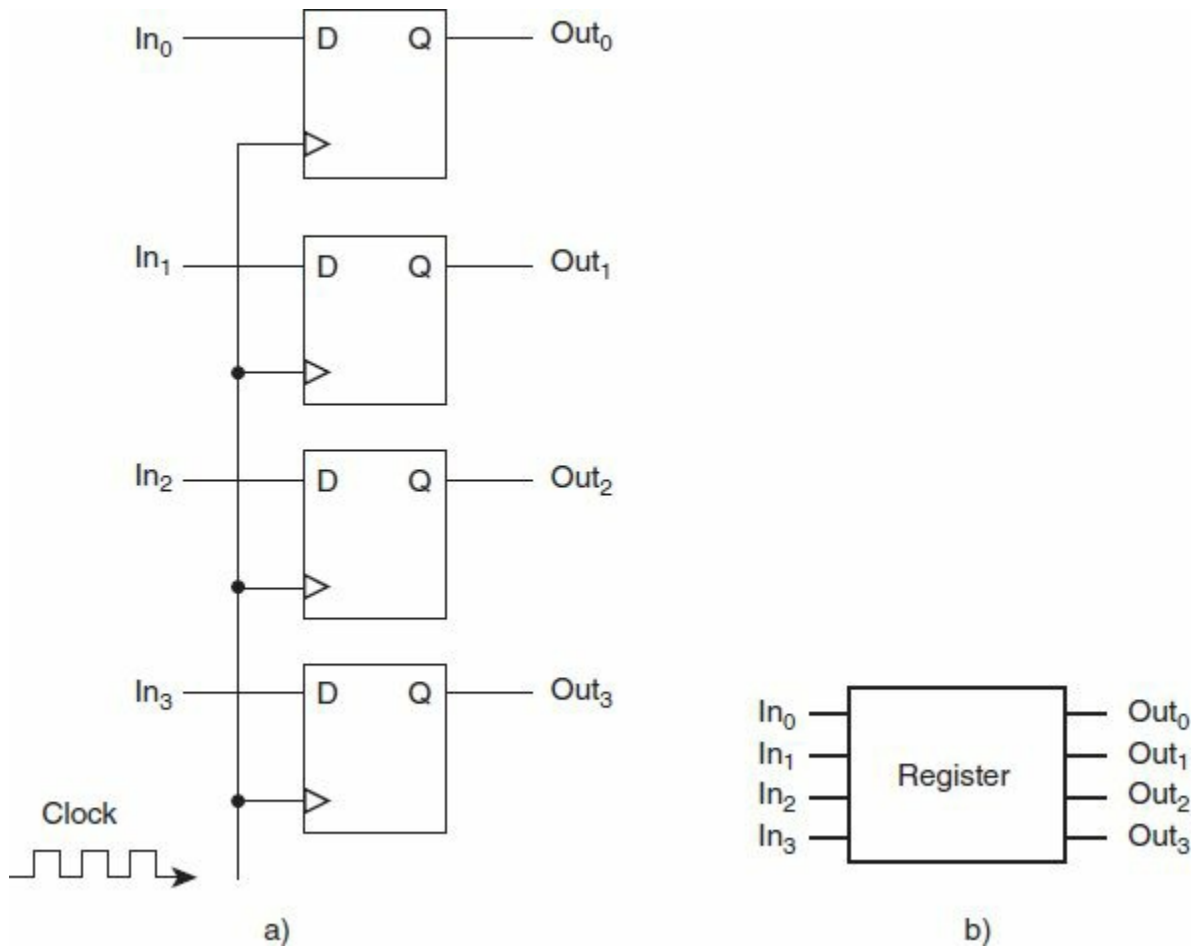 In₀ D Q Out₀
In₁ D Q Out₁
In₂ D Q Out₂
In₃ D Q Out₃
Clock
a)
In₀ Out₀
In₁ Out₁
Register
In₂ Out₂
In₃ Out₃
b)